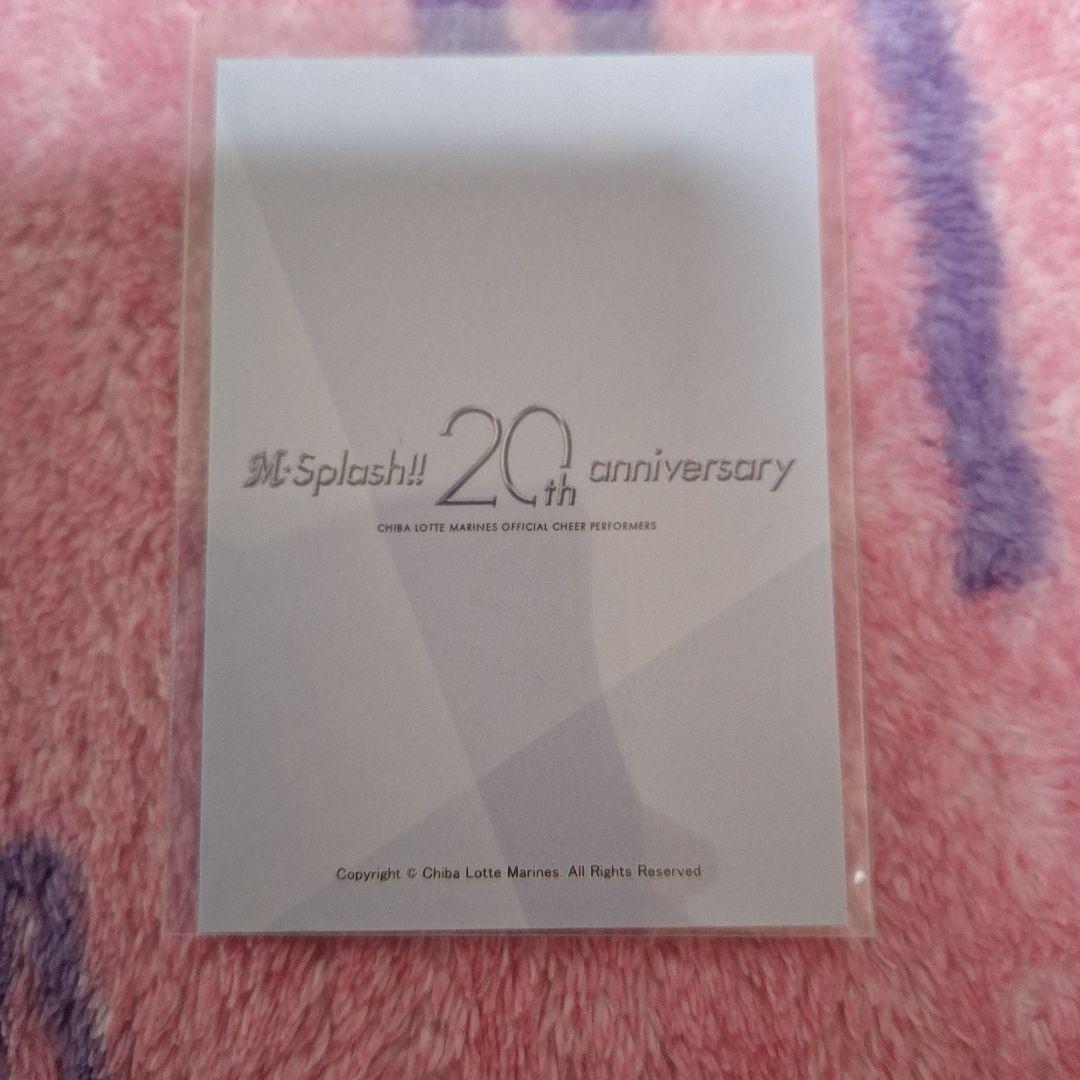 M☆Splash!! 20th anniversary
CHIBA LOTTE MARINES OFFICIAL CHEER PERFORMERS
Copyright © Chiba Lotte Marines. All Rights Reserved.